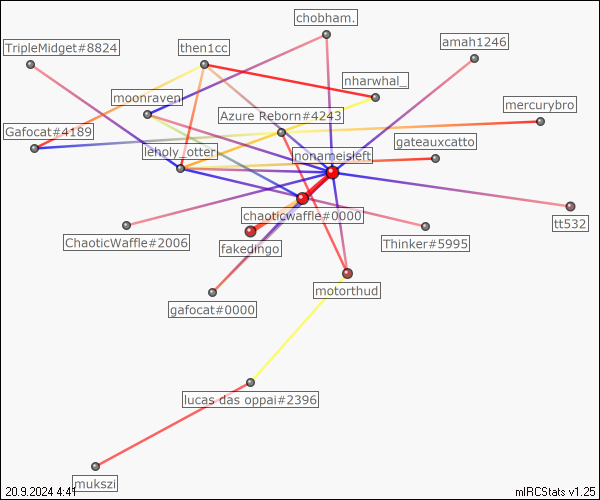 chobham.
TripleMidget#8824
then1cc
amah1246
nharwhal_
moonraven
mercurybro
Azure Reborn#4243
Gafocat#4189
gateauxcatto
leholy_otter
nonameisleft
chaoticwaffle#0000
tt532
ChaoticWaffle#2006
fakedingo
Thinker#5995
motorthud
gafocat#0000
lucas das oppai#2396
mukszi
20.9.2024 4:41
mIRCStats v1.25